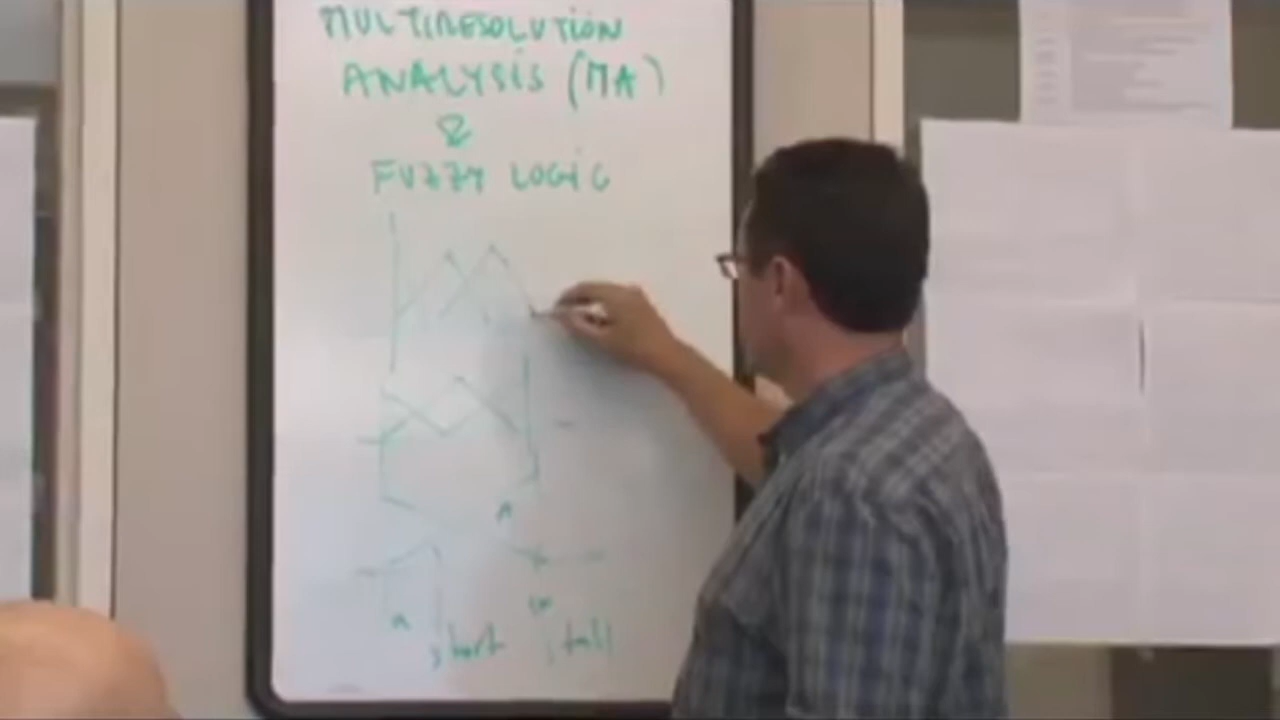 MULTIRESOLUTION
ANALYSIS (MA)
&
FUZZY LOGIC
short
tall